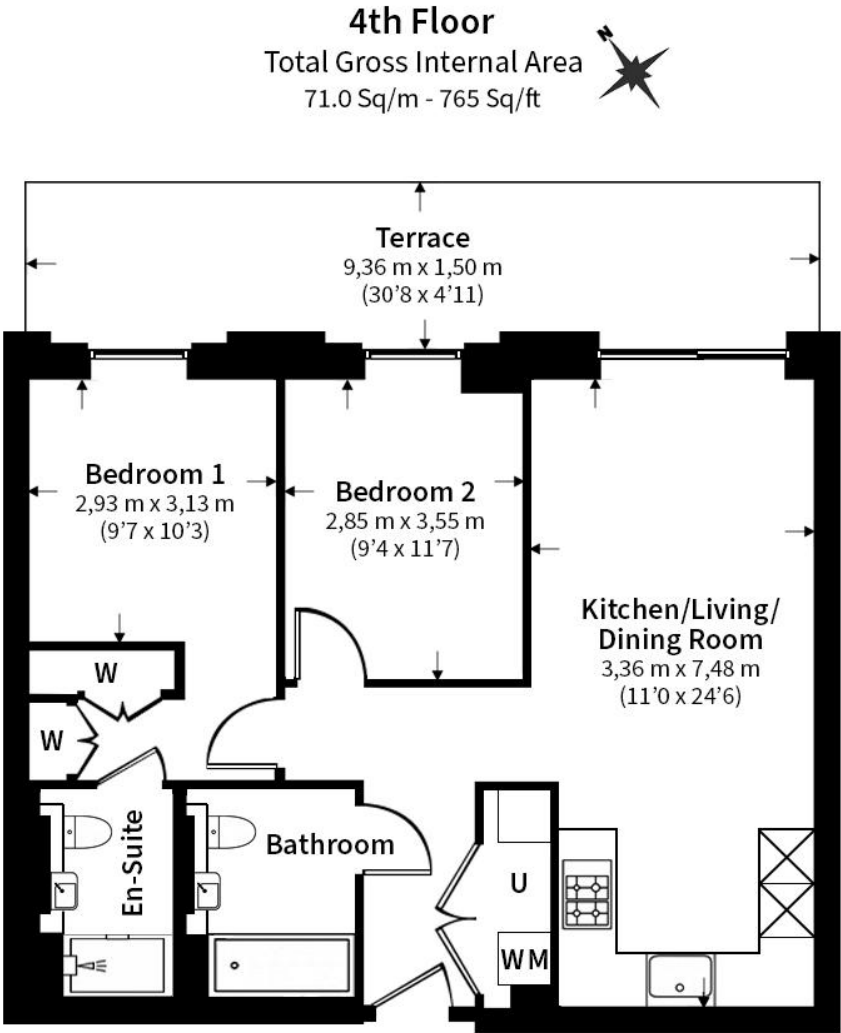 4th Floor
Total Gross Internal Area
71.0 Sq/m - 765 Sq/ft
N
Terrace
9,36 m x 1,50 m
(30’8 x 4’11)
Bedroom 1
2,93 m x 3,13 m
(9’7 x 10’3)
Bedroom 2
2,85 m x 3,55 m
(9’4 x 11’7)
Kitchen/Living/
Dining Room
3,36 m x 7,48 m
(11’0 x 24’6)
W
W
En-Suite
Bathroom
U
WM